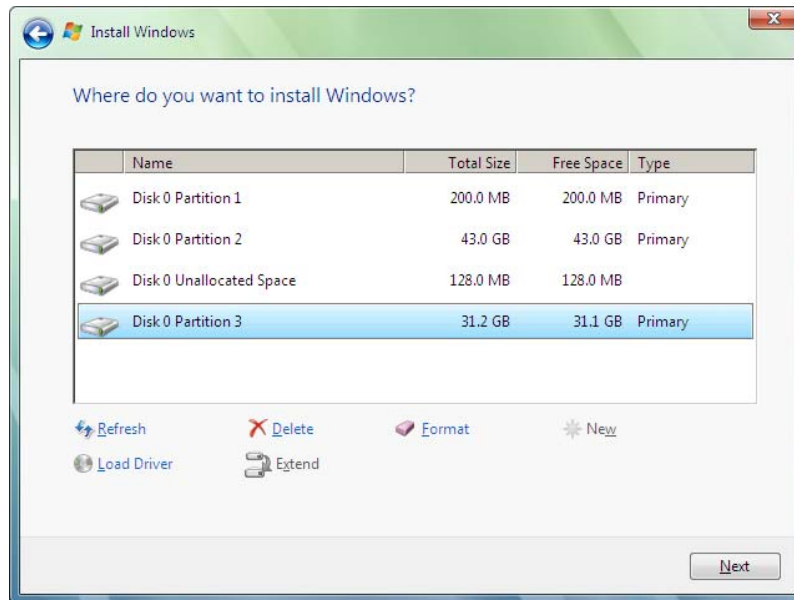 Install Windows
Where do you want to install Windows?
Name Total Size Free Space Type
Disk 0 Partition 1 200.0 MB 200.0 MB Primary
Disk 0 Partition 2 43.0 GB 43.0 GB Primary
Disk 0 Unallocated Space 128.0 MB 128.0 MB
Disk 0 Partition 3 31.2 GB 31.1 GB Primary
Refresh Delete Format New
Load Driver Extend
Next